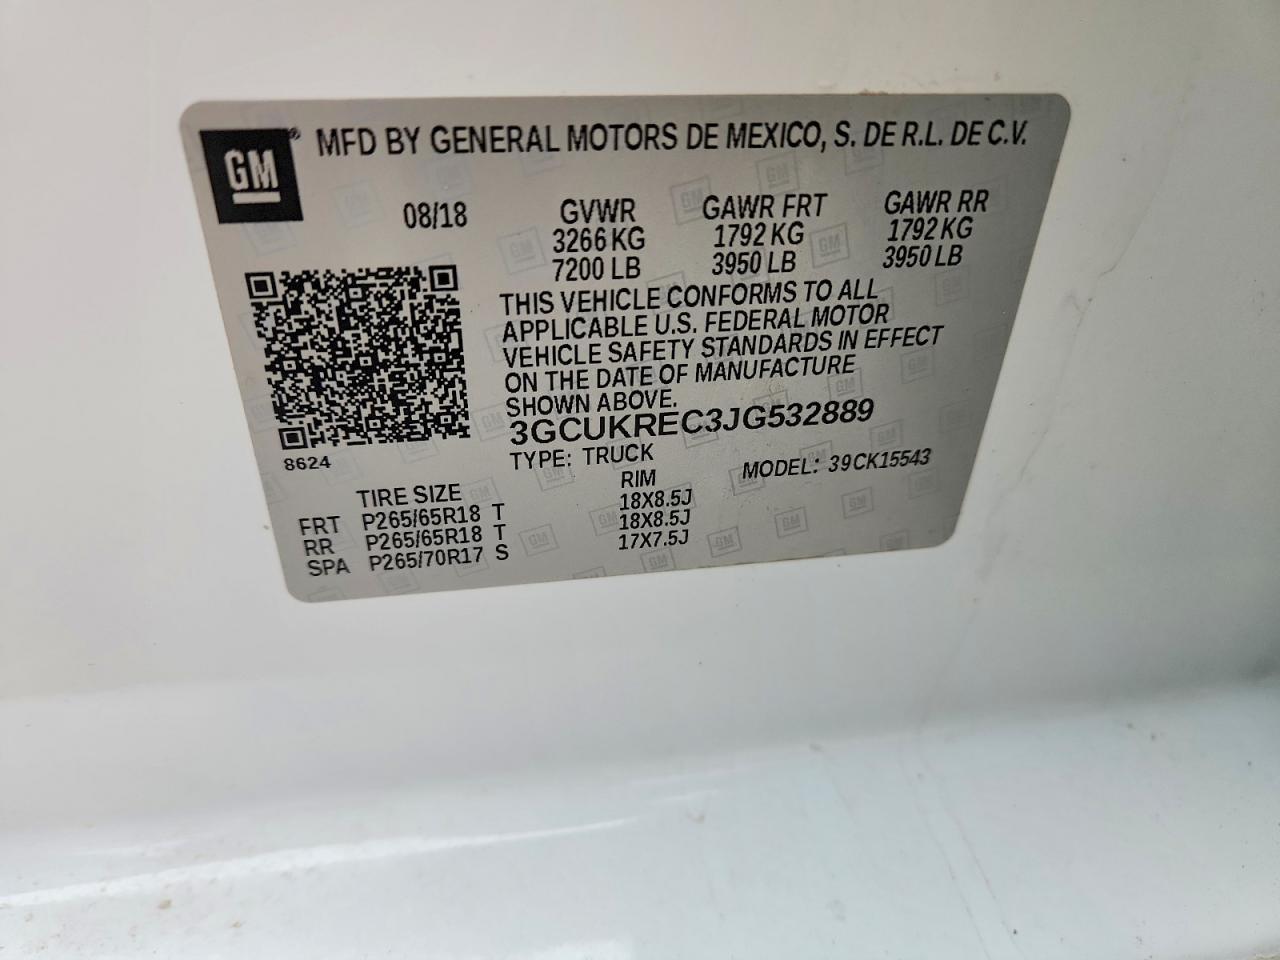 GM® MFD BY GENERAL MOTORS DE MEXICO, S. DE R.L. DE C.V.
08/18 GVWR GAWR FRT GAWR RR
3266 KG 1792 KG 1792 KG
7200 LB 3950 LB 3950 LB
THIS VEHICLE CONFORMS TO ALL
APPLICABLE U.S. FEDERAL MOTOR
VEHICLE SAFETY STANDARDS IN EFFECT
ON THE DATE OF MANUFACTURE
SHOWN ABOVE.
3GCUKREC3JG532889
8624
TYPE: TRUCK MODEL: 39CK15543
TIRE SIZE RIM
FRT P265/65R18 T 18X8.5J
RR P265/65R18 T 18X8.5J
SPA P265/70R17 S 17X7.5J